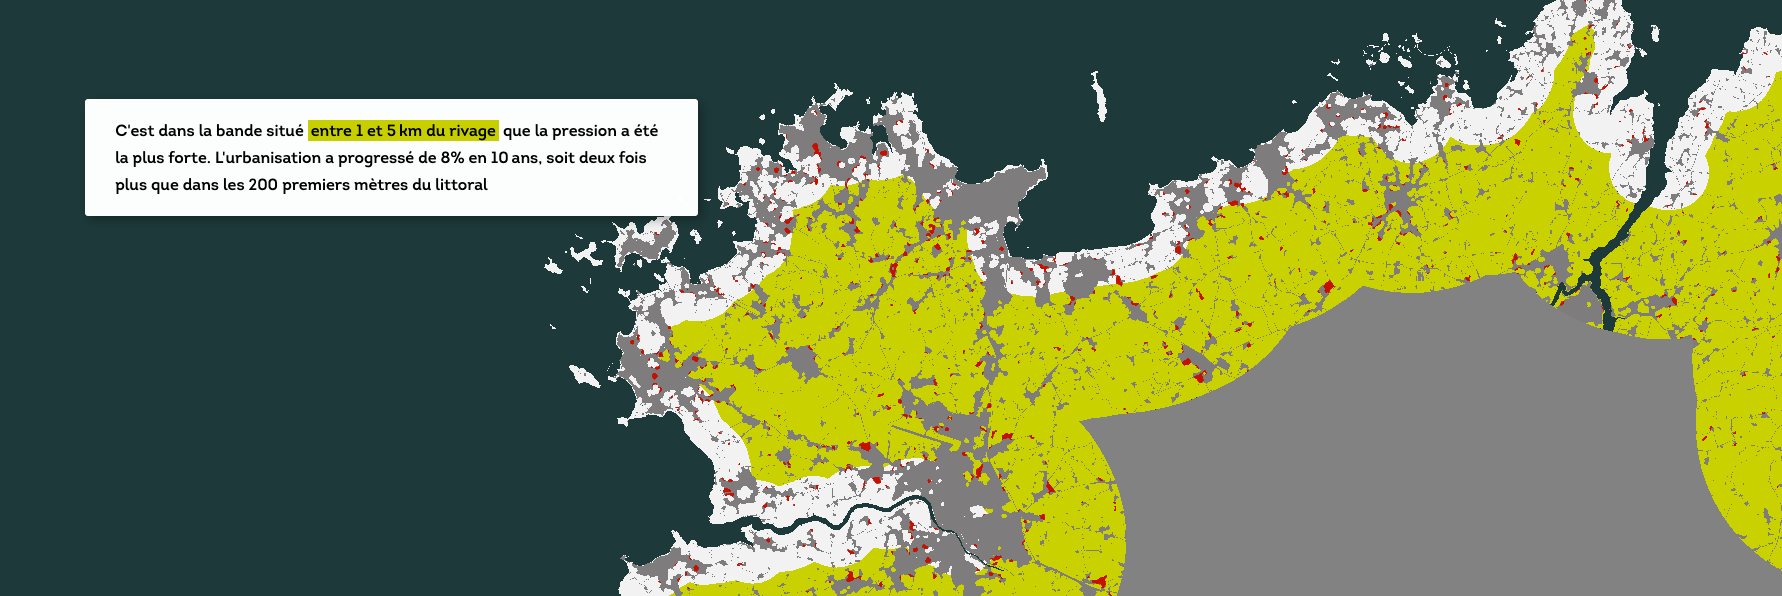 C'est dans la bande situé entre 1 et 5 km du rivage que la pression a été
la plus forte. L'urbanisation a progressé de 8% en 10 ans, soit deux fois
plus que dans les 200 premiers mètres du littoral